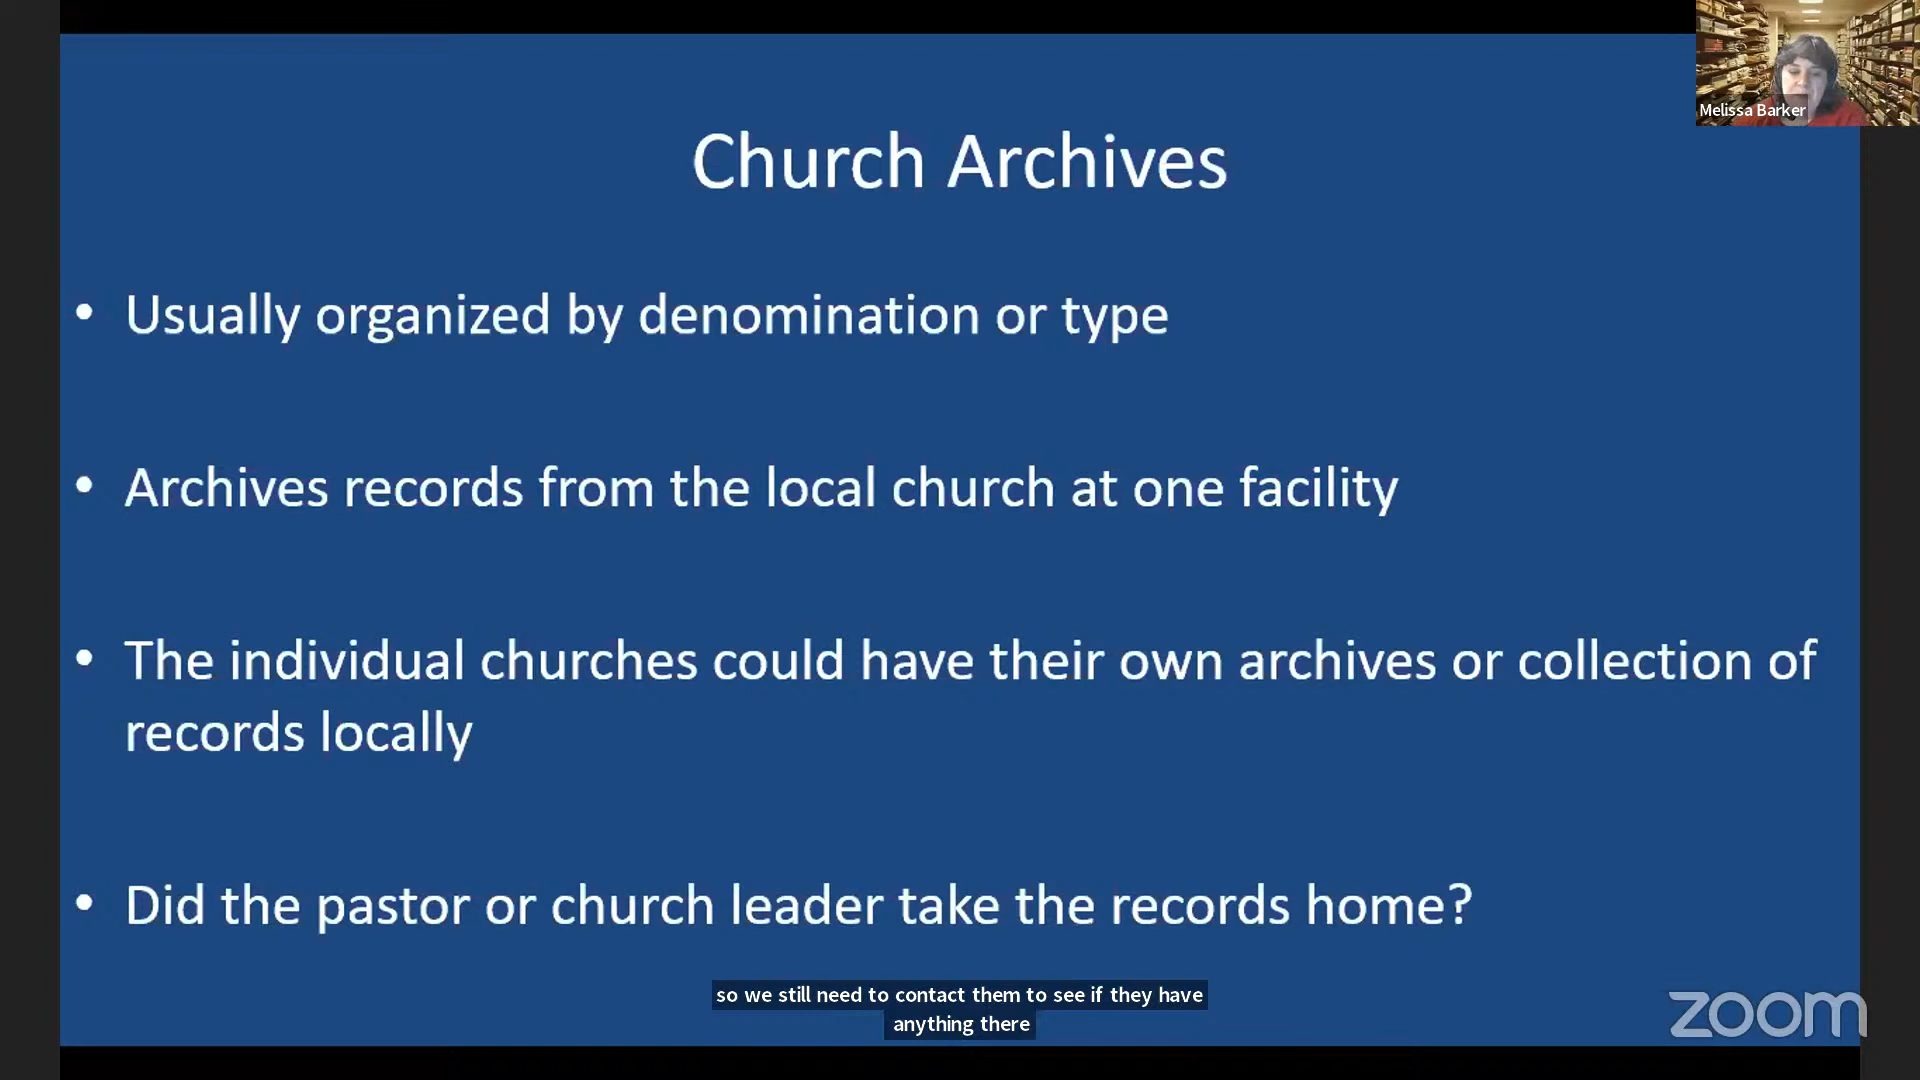 Melissa Barker
Church Archives
• Usually organized by denomination or type
• Archives records from the local church at one facility
• The individual churches could have their own archives or collection of
records locally
• Did the pastor or church leader take the records home?
so we still need to contact them to see if they have
anything there
zoom